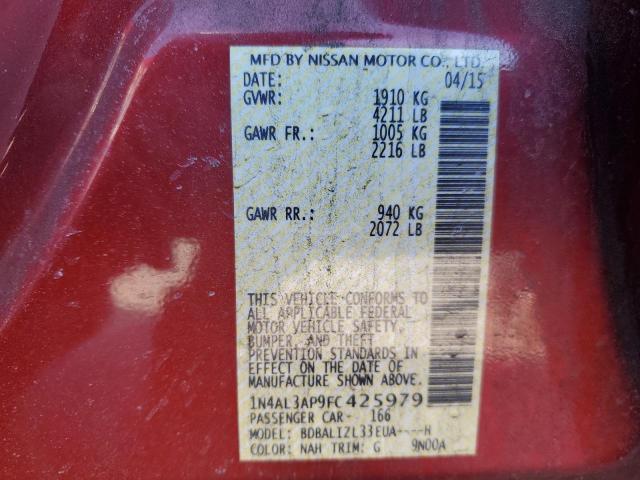 MFD BY NISSAN MOTOR CO., LTD.
DATE: 04/15
GVWR: 1910 KG
4211 LB
GAWR FR.: 1005 KG
2216 LB
GAWR RR.: 940 KG
2072 LB
THIS VEHICLE CONFORMS TO
ALL APPLICABLE FEDERAL
MOTOR VEHICLE SAFETY,
BUMPER, AND THEFT
PREVENTION STANDARDS IN
EFFECT ON THE DATE OF
MANUFACTURE SHOWN ABOVE.
1N4AL3AP9FC425979
PASSENGER CAR- 166
MODEL: BDBALIZL33EUA----H
COLOR: NAH TRIM: G 9N00A